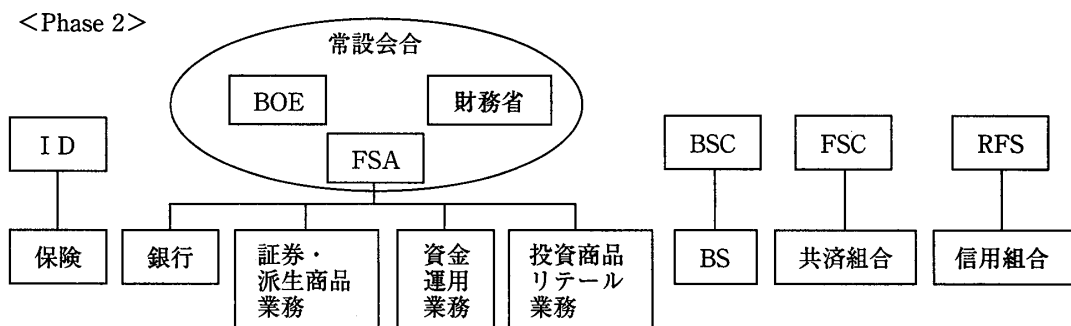 <Phase 2>
常設会合
BOE
財務省
ID
FSA
BSC
FSC
RFS
保険
銀行
証券・
派生商品
業務
資金
運用
業務
投資商品
リテール
業務
BS
共済組合
信用組合